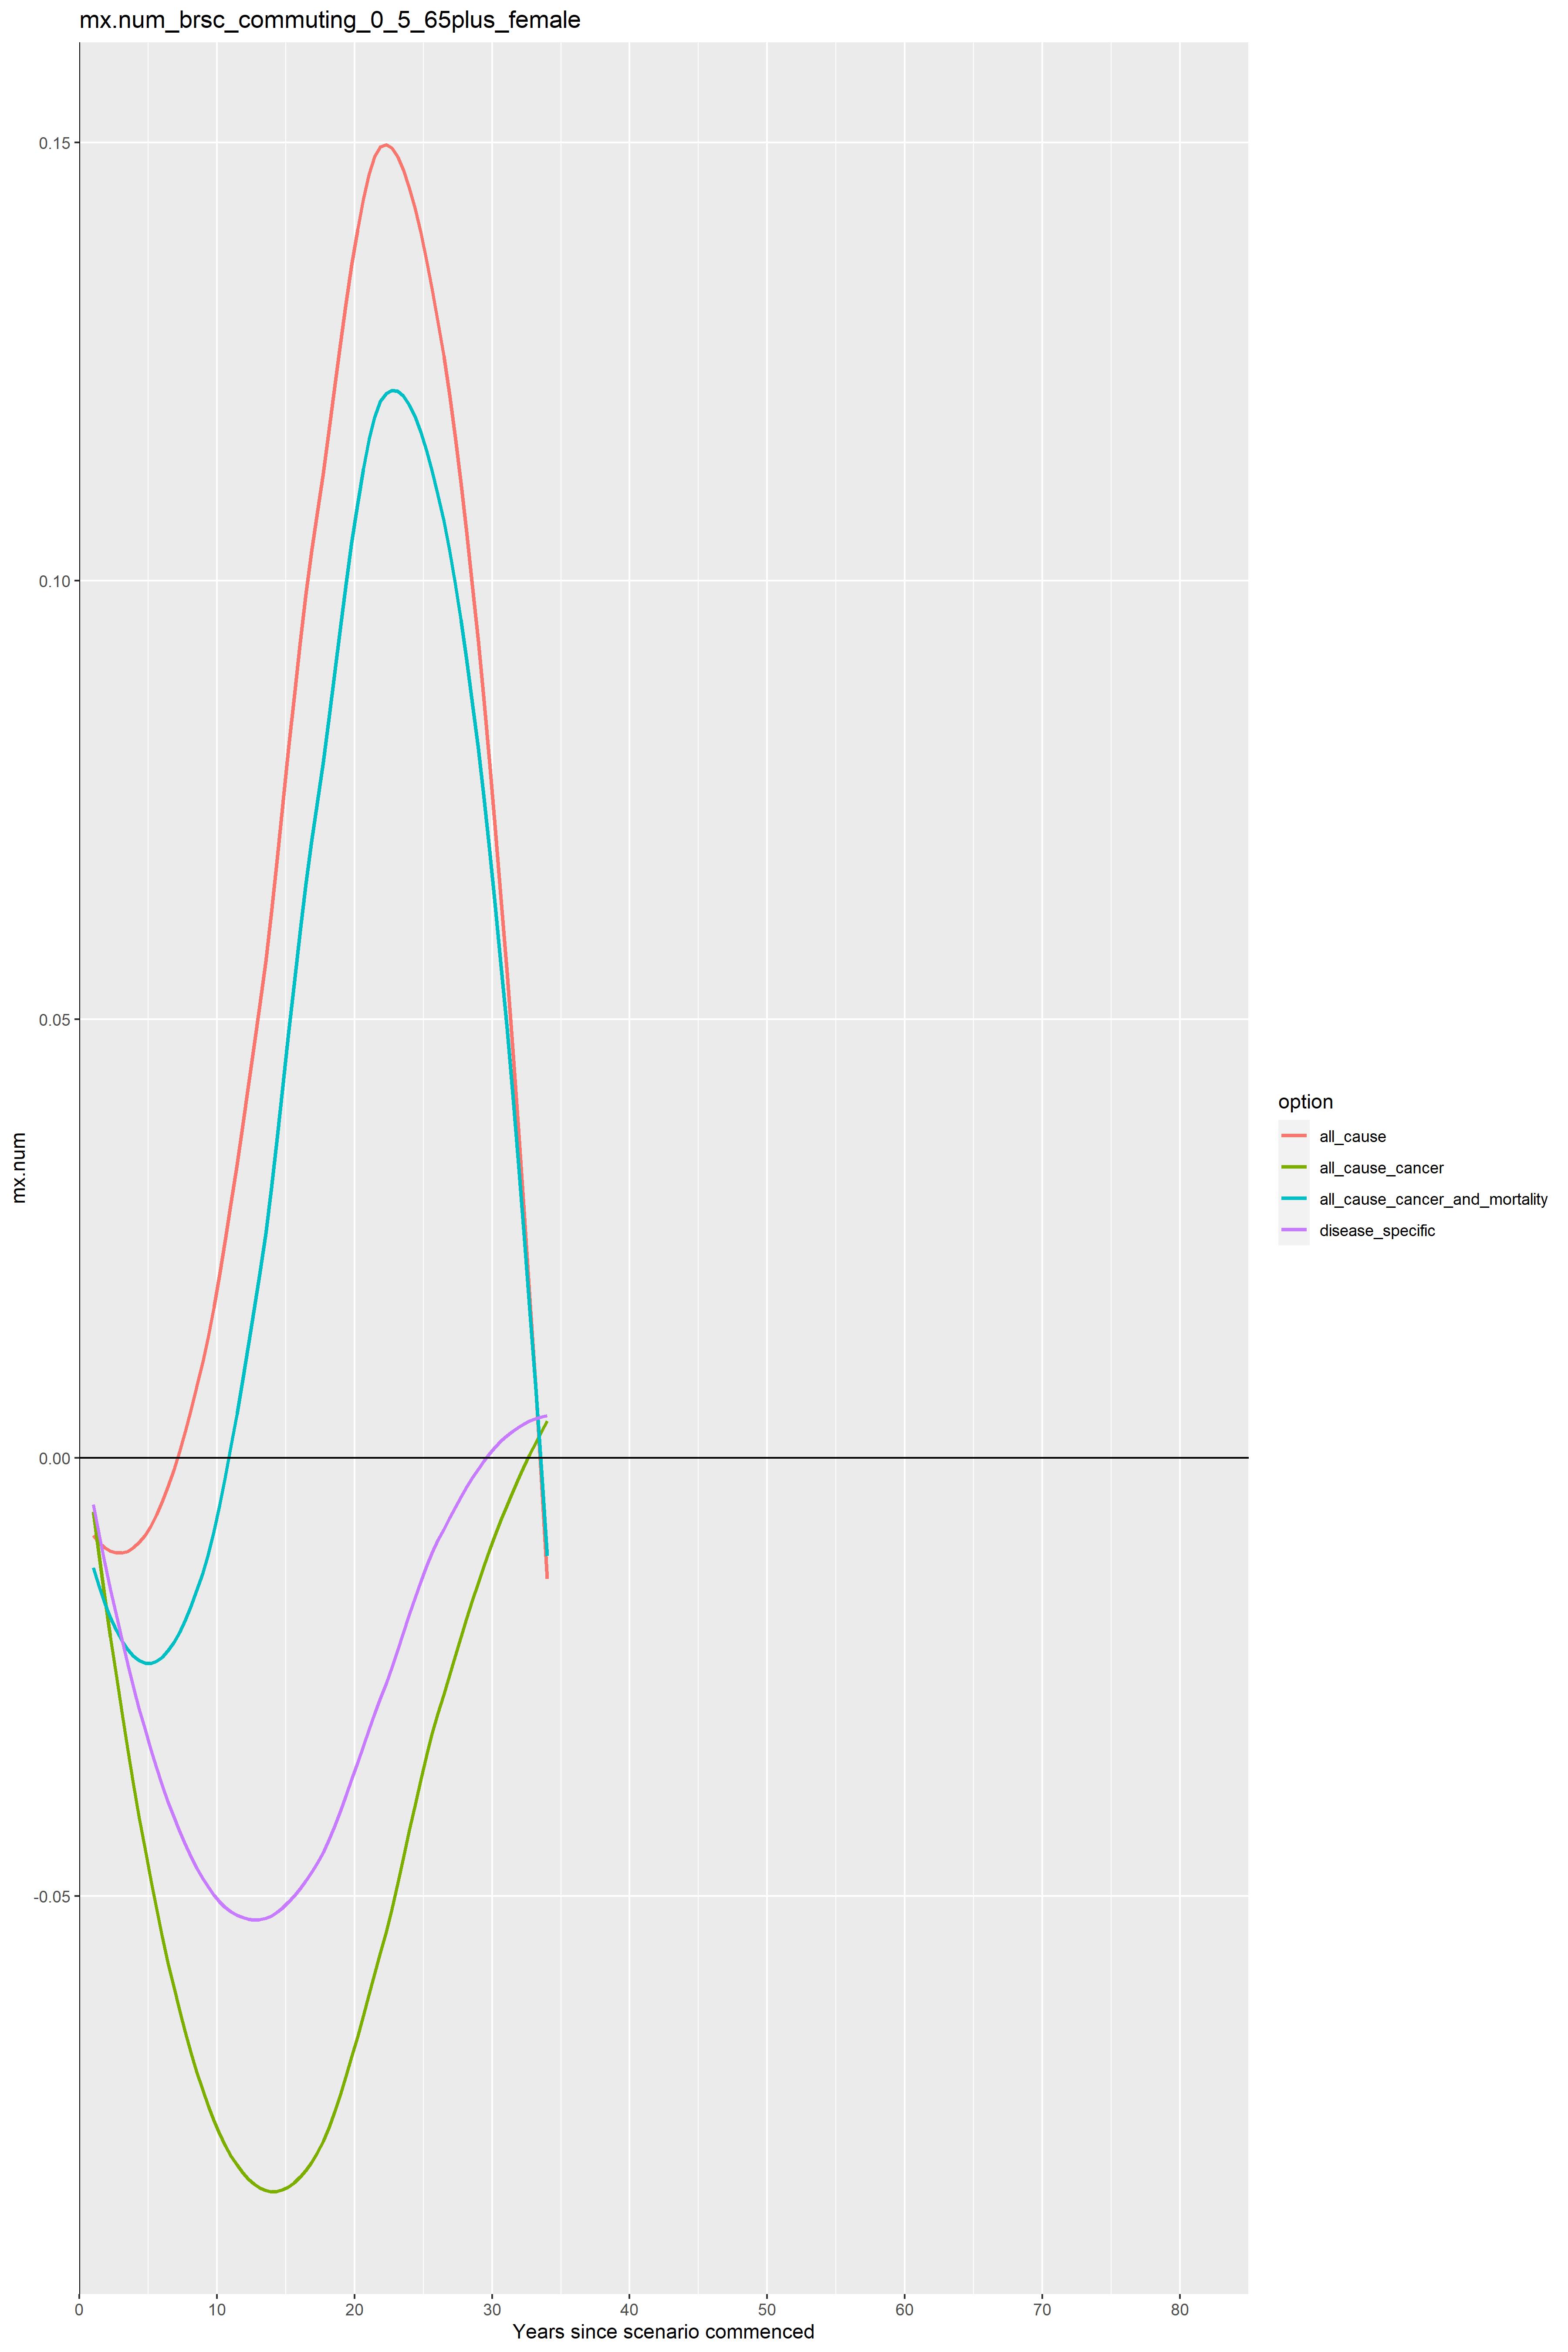 mx.num_brsc_commuting_0_5_65plus_female
0.15
0.10
0.05
0.00
-0.05
mx.num
0 10 20 30 40 50 60 70 80
Years since scenario commenced
option
all_cause
all_cause_cancer
all_cause_cancer_and_mortality
disease_specific